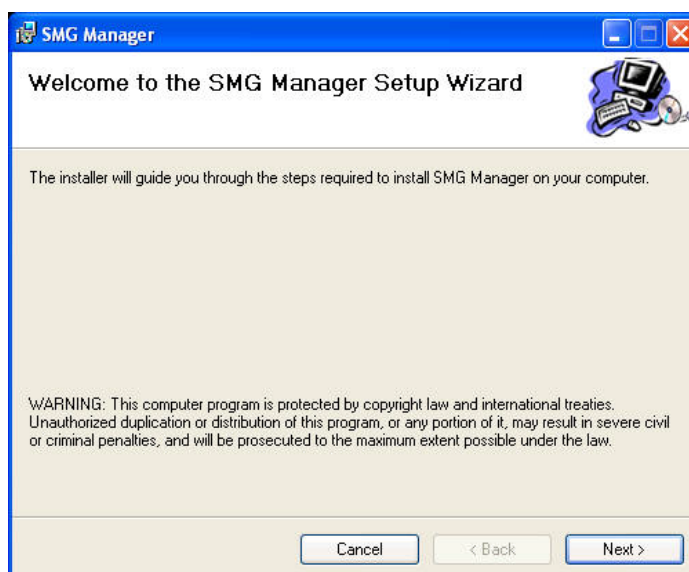 SMG Manager
Welcome to the SMG Manager Setup Wizard
The installer will guide you through the steps required to install SMG Manager on your computer.
WARNING: This computer program is protected by copyright law and international treaties.
Unauthorized duplication or distribution of this program, or any portion of it, may result in severe civil
or criminal penalties, and will be prosecuted to the maximum extent possible under the law.
Cancel
< Back
Next >